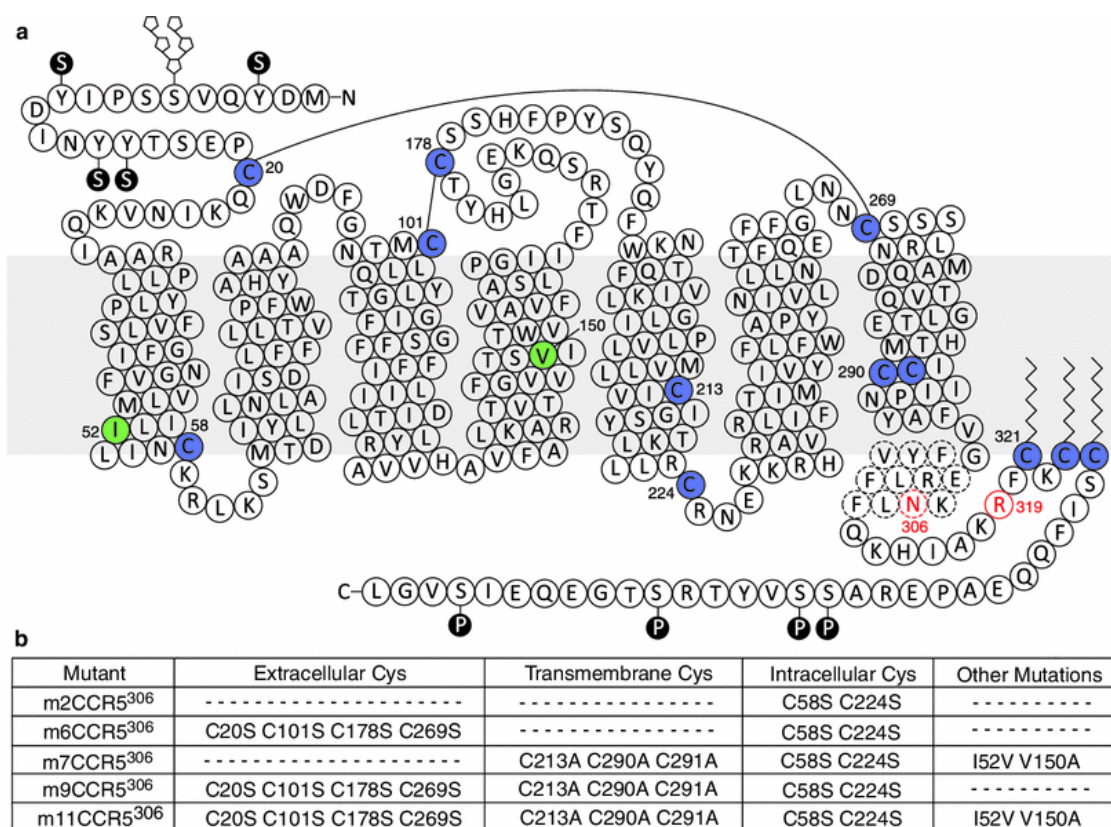 a
S S
Y I P S S V Q Y D M –N
D
I N Y Y T S E P
S S
C 20
Q K V N I K Q
I A A R
L L P
P L Y
S L V F
I F G
F V G N
M L V
52 I L I
L I N C 58
K R L K S
Q W D F G N T M C 101
A A A
A H Y
P F W
L L T V
L F F
I S D
L N L A
L Y I
M T D
Q L L
T G L Y
F I G
F F S G
I F F
I I L
L T I D
R Y L
A V V H A V F A
178 C T Y H L G E K Q S R T F
P G I I
A S L
V A V F
T W V
T S V I 150
F G V V
T V T
L K A R
S S H F P Y S Q Y Q F
W K N
F Q T
L K I V
I L G
L V L P
L V M
V I C 213
Y S G I
L K T
L L R
224 C R N E
L N N C 269
F F G
T F Q E
L L N
N I V L
A P Y
F L F W
I V Y
T I M
R L I F
R A V
K K R H
S S S S
N R L
D Q A M
Q V T
E T L G
M T H
290 C C I
N P I I
Y A F V
G
V Y F
F L R E
F L N K
306
Q K H I A K R 319
F 321 C K C C
S I F Q Q
C– L G V S I E Q E G T S R T Y V S S A R E P A E
P P P P
b
Mutant Extracellular Cys Transmembrane Cys Intracellular Cys Other Mutations
m2CCR5306 - - - - - - - - - - - - - - - - - - - - - - - - - - - - C58S C224S - - - - - - - - - -
m6CCR5306 C20S C101S C178S C269S - - - - - - - - - - - - - - C58S C224S - - - - - - - - - -
m7CCR5306 - - - - - - - - - - - - - - C213A C290A C291A C58S C224S I52V V150A
m9CCR5306 C20S C101S C178S C269S C213A C290A C291A C58S C224S - - - - - - - - - -
m11CCR5306 C20S C101S C178S C269S C213A C290A C291A C58S C224S I52V V150A